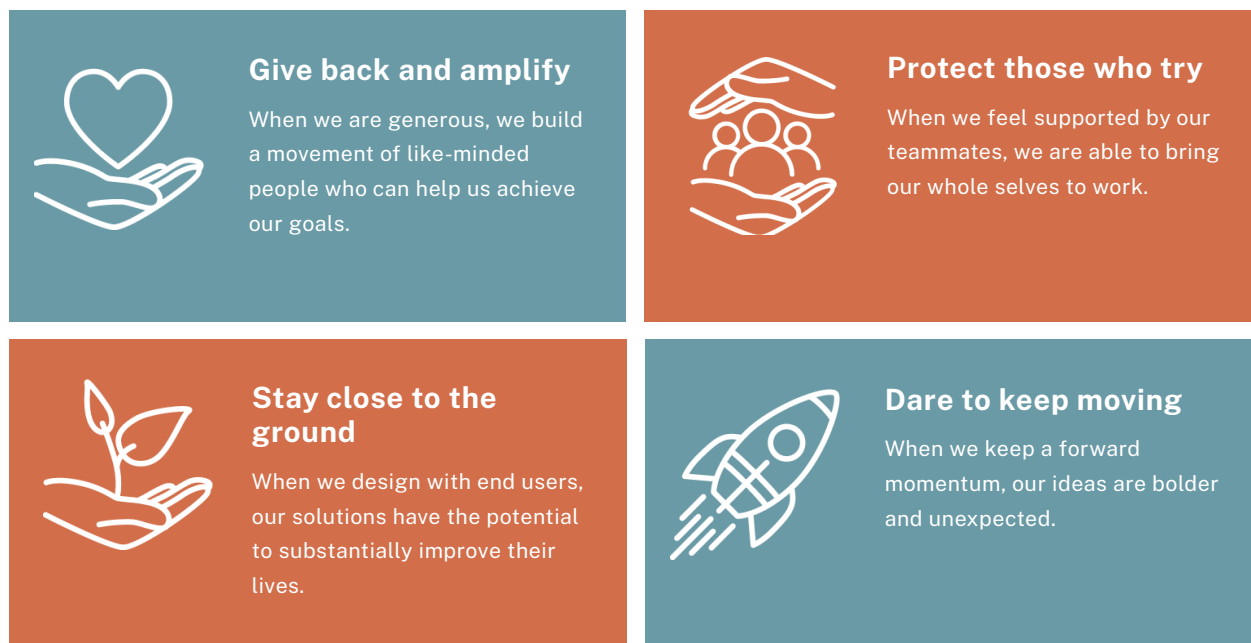 Give back and amplify
When we are generous, we build
a movement of like-minded
people who can help us achieve
our goals.
Protect those who try
When we feel supported by our
teammates, we are able to bring
our whole selves to work.
Stay close to the
ground
When we design with end users,
our solutions have the potential
to substantially improve their
lives.
Dare to keep moving
When we keep a forward
momentum, our ideas are bolder
and unexpected.